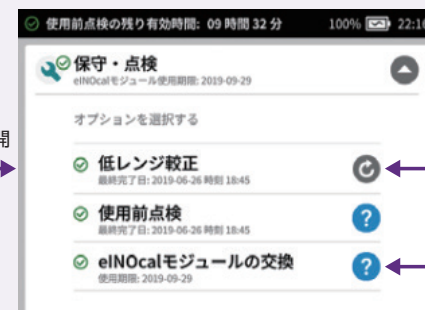 使用前点検の残り有効時間: 09 時間 32 分 100% 22:16
保守・点検
eINOcalモジュール使用期限: 2019-09-29
オプションを選択する
開
低レンジ較正
最終完了日: 2019-06-26 時刻 18:45
使用前点検
最終完了日: 2019-06-26 時刻 18:45
eINOcalモジュールの交換
使用期限: 2019-09-29